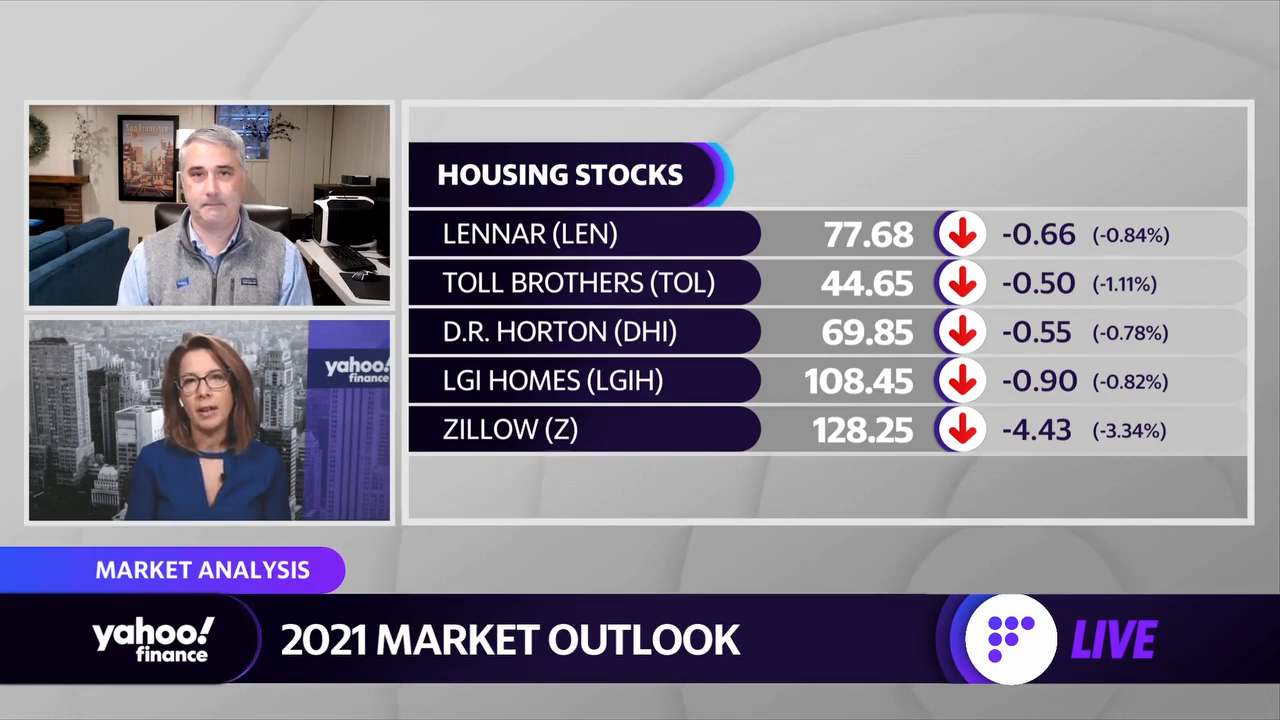 San Francisco
yahoo!
finance
HOUSING STOCKS
LENNAR (LEN) 77.68 -0.66 (-0.84%)
TOLL BROTHERS (TOL) 44.65 -0.50 (-1.11%)
D.R. HORTON (DHI) 69.85 -0.55 (-0.78%)
LGI HOMES (LGIH) 108.45 -0.90 (-0.82%)
ZILLOW (Z) 128.25 -4.43 (-3.34%)
MARKET ANALYSIS
yahoo!
finance
2021 MARKET OUTLOOK
LIVE